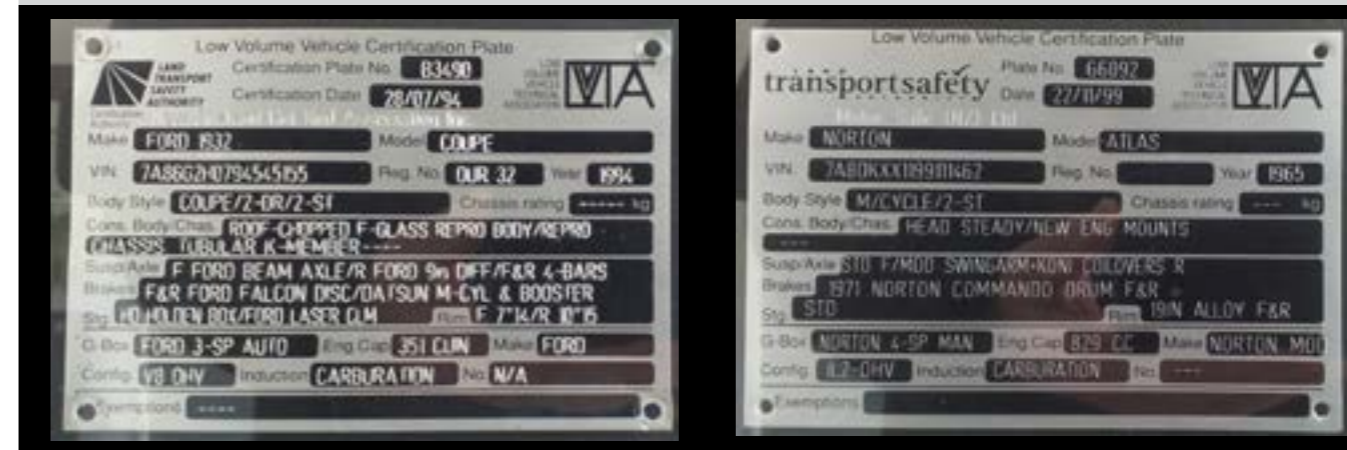 Low Volume Vehicle Certification Plate
LAND TRANSPORT SAFETY AUTHORITY
Certification Plate No. B3490
Certification Date 28/07/94
LVVTA
Make FORD 1932 Model COUPE
VIN. Reg. No. OUR 32 Year 1994
Body Style COUPE/2-DR/2-ST Chassis rating ----- kg
Cons. Body/Chas. ROOF-CHOPPED F-GLASS REPRO BODY/REPRO
CHASSIS TUBULAR K-MEMBER----
Susp/Axle F FORD BEAM AXLE/R FORD 9in DIFF/F&R 4-BARS
Brakes F&R FORD FALCON DISC/DATSUN M-CYL & BOOSTER
Stg. HQ HOLDEN BOX/FORD LASER CLM Rim F 7"14/R 10"15
G-Box FORD 3-SP AUTO Eng.Cap 351 CUIN Make FORD
Config. V8 OHV Induction CARBURATION No. N/A
Exemptions ----
Low Volume Vehicle Certification Plate
transportsafety
Plate No. 66092
Date 22/11/99
Make NORTON Model ATLAS
VIN. Reg. No. Year 1965
Body Style M/CYCLE/2-ST Chassis rating --- kg
Cons. Body/Chas. HEAD STEADY/NEW ENG MOUNTS
---
Susp/Axle STD F/MOD SWINGARM+KONI COILOVERS R
Brakes 1971 NORTON COMMANDO DRUM F&R
Stg. STD Rim 19IN ALLOY F&R
G-Box NORTON 4-SP MAN Eng.Cap 829 CC Make NORTON MOD
Config. IL2-OHV Induction CARBURATION No. ---
Exemptions